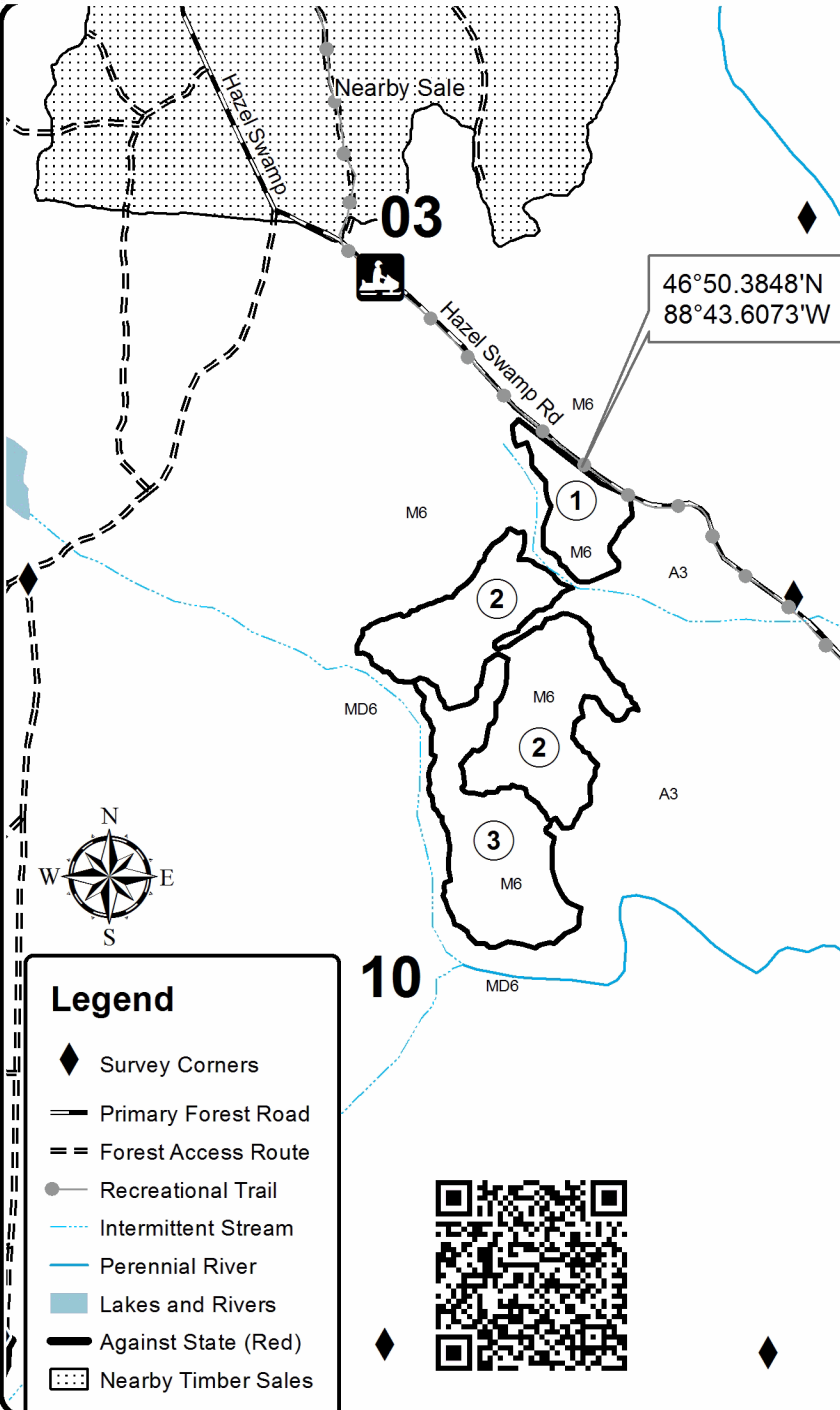 Hazel Swamp
Nearby Sale
03
46°50.3848'N
88°43.6073'W
Hazel Swamp Rd
M6
1
M6
M6
A3
2
M6
MD6
2
A3
3
M6
N
W
E
S
10
MD6
Legend
Survey Corners
Primary Forest Road
Forest Access Route
Recreational Trail
Intermittent Stream
Perennial River
Lakes and Rivers
Against State (Red)
Nearby Timber Sales